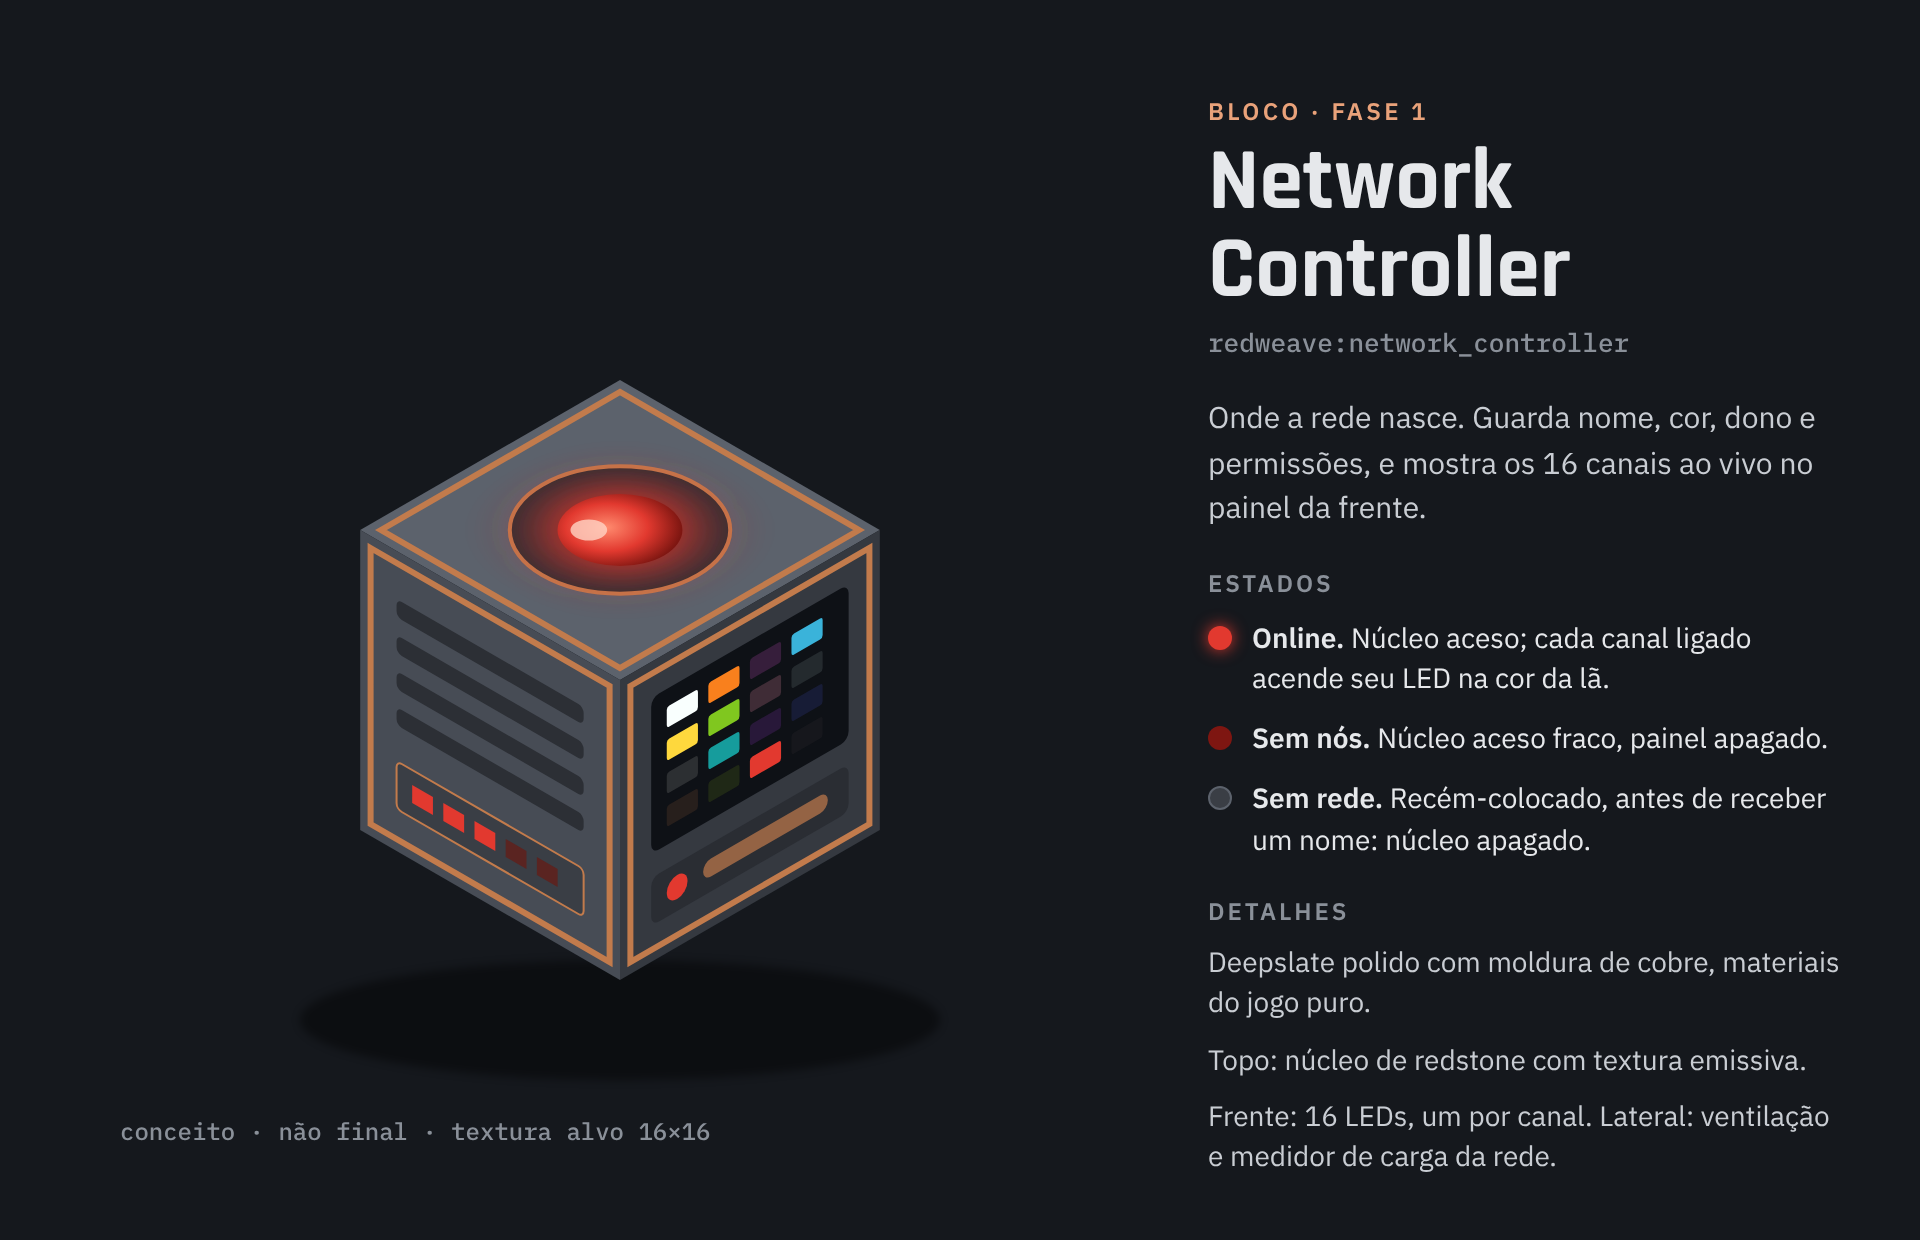 BLOCO · FASE 1
Network
Controller
redweave:network_controller
Onde a rede nasce. Guarda nome, cor, dono e
permissões, e mostra os 16 canais ao vivo no
painel da frente.
ESTADOS
Online. Núcleo aceso; cada canal ligado
acende seu LED na cor da lã.
Sem nós. Núcleo aceso fraco, painel apagado.
Sem rede. Recém-colocado, antes de receber
um nome: núcleo apagado.
DETALHES
Deepslate polido com moldura de cobre, materiais
do jogo puro.
Topo: núcleo de redstone com textura emissiva.
Frente: 16 LEDs, um por canal. Lateral: ventilação
e medidor de carga da rede.
conceito · não final · textura alvo 16×16